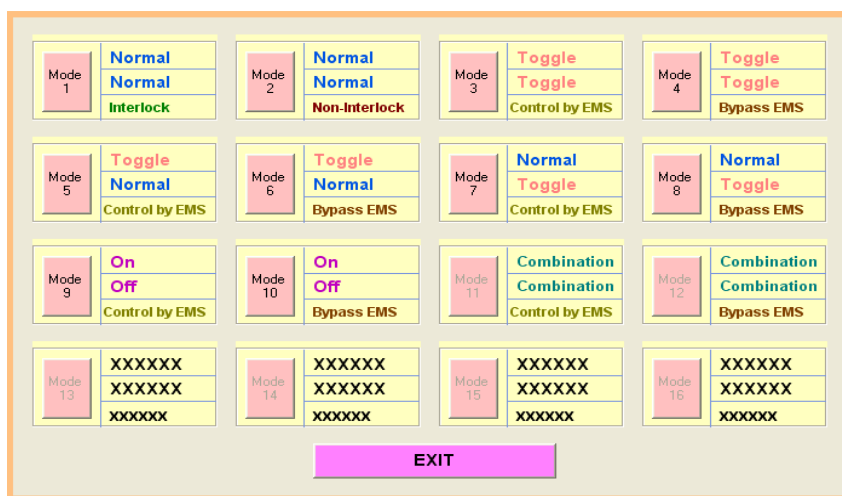 Mode
1
Normal
Normal
Interlock
Mode
2
Normal
Normal
Non-Interlock
Mode
3
Toggle
Toggle
Control by EMS
Mode
4
Toggle
Toggle
Bypass EMS
Mode
5
Toggle
Normal
Control by EMS
Mode
6
Toggle
Normal
Bypass EMS
Mode
7
Normal
Toggle
Control by EMS
Mode
8
Normal
Toggle
Bypass EMS
Mode
9
On
Off
Control by EMS
Mode
10
On
Off
Bypass EMS
Mode
11
Combination
Combination
Control by EMS
Mode
12
Combination
Combination
Bypass EMS
Mode
13
XXXXXX
XXXXXX
XXXXXX
Mode
14
XXXXXX
XXXXXX
XXXXXX
Mode
15
XXXXXX
XXXXXX
XXXXXX
Mode
16
XXXXXX
XXXXXX
XXXXXX
EXIT